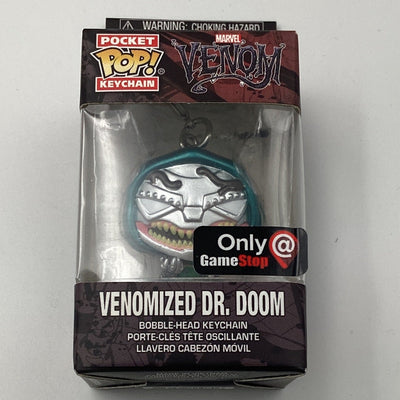 WARNING: CHOKING HAZARD
POCKET
POP!
KEYCHAIN
MARVEL
VENOM
Only @
GameStop
VENOMIZED DR. DOOM
BOBBLE-HEAD KEYCHAIN
PORTE-CLÉS TÊTE OSCILLANTE
LLAVERO CABEZÓN MÓVIL